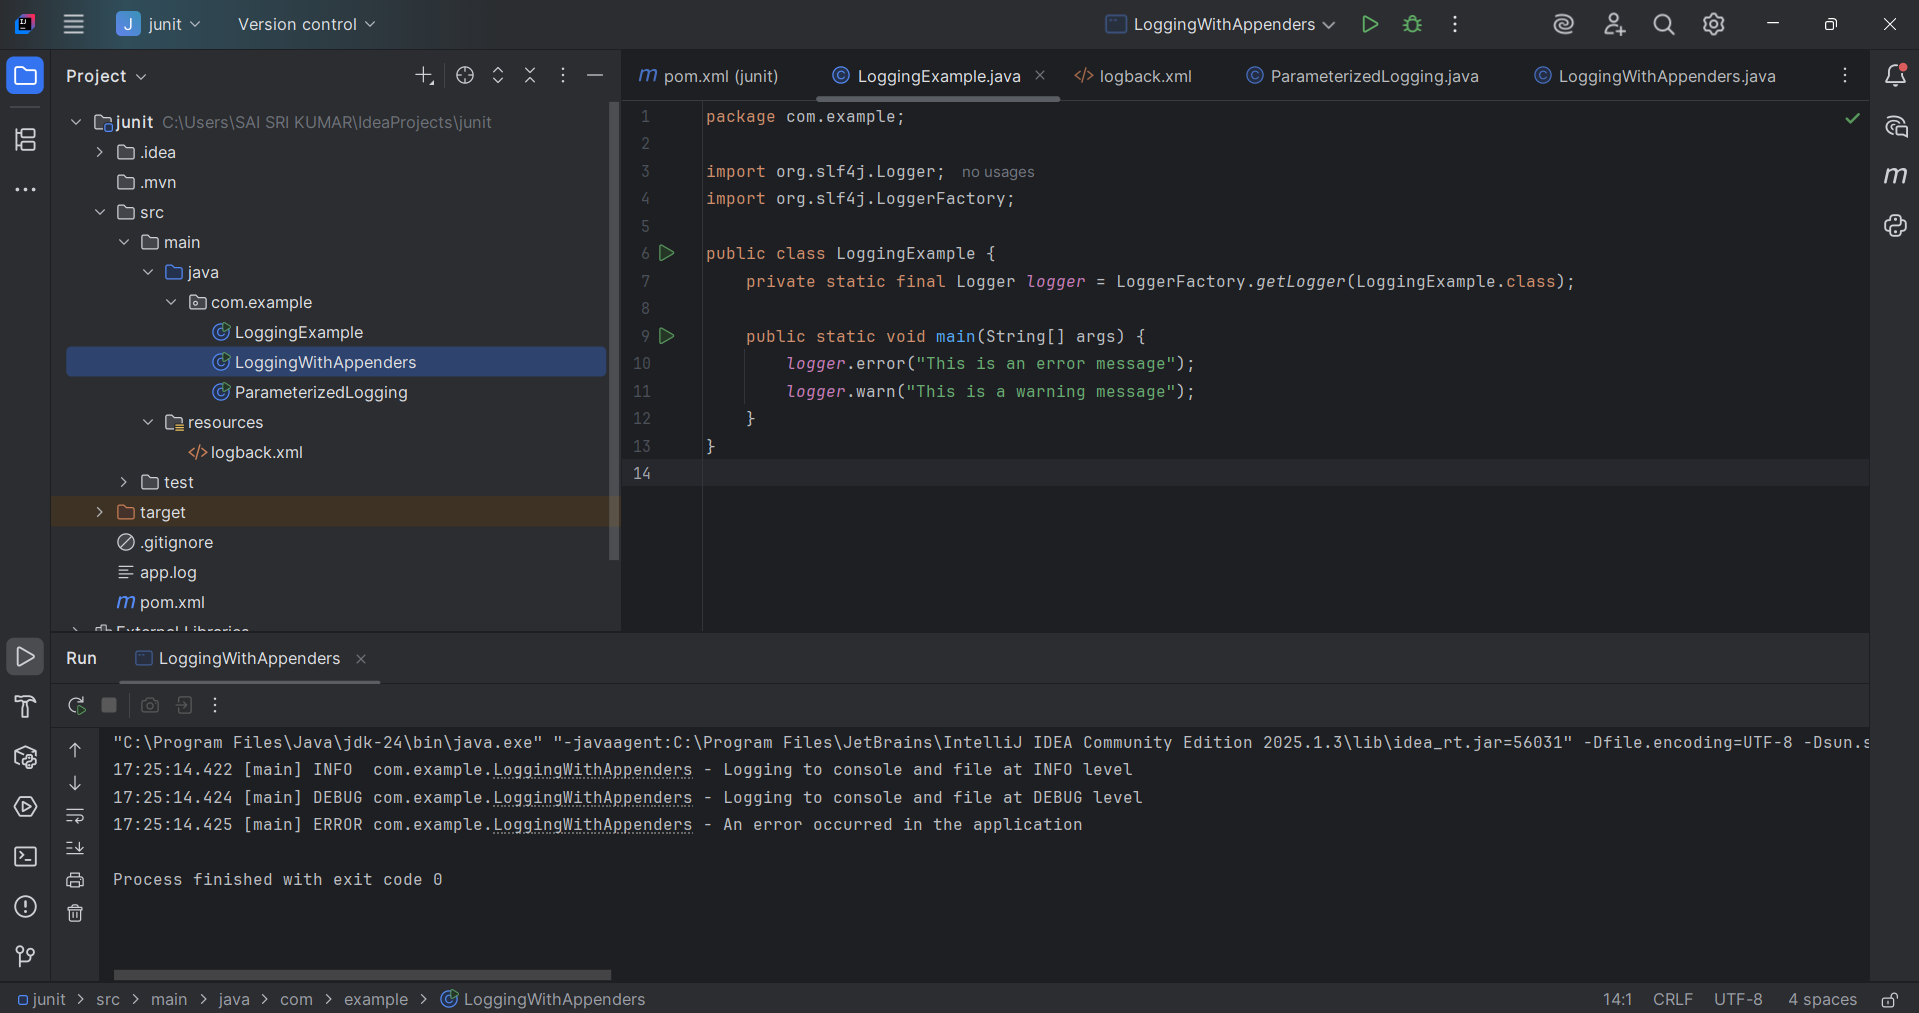 J junit Version control LoggingWithAppenders
Project
junit C:\Users\SAI SRI KUMAR\IdeaProjects\junit
.idea
.mvn
src
main
java
com.example
LoggingExample
LoggingWithAppenders
ParameterizedLogging
resources
</> logback.xml
test
target
.gitignore
app.log
m pom.xml
External Libraries
m pom.xml (junit) LoggingExample.java </> logback.xml ParameterizedLogging.java LoggingWithAppenders.java
1 package com.example;
2
3 import org.slf4j.Logger; no usages
4 import org.slf4j.LoggerFactory;
5
6 public class LoggingExample {
7 private static final Logger logger = LoggerFactory.getLogger(LoggingExample.class);
8
9 public static void main(String[] args) {
10 logger.error("This is an error message");
11 logger.warn("This is a warning message");
12 }
13 }
14
Run LoggingWithAppenders
"C:\Program Files\Java\jdk-24\bin\java.exe" "-javaagent:C:\Program Files\JetBrains\IntelliJ IDEA Community Edition 2025.1.3\lib\idea_rt.jar=56031" -Dfile.encoding=UTF-8 -Dsun.s
17:25:14.422 [main] INFO  com.example.LoggingWithAppenders - Logging to console and file at INFO level
17:25:14.424 [main] DEBUG com.example.LoggingWithAppenders - Logging to console and file at DEBUG level
17:25:14.425 [main] ERROR com.example.LoggingWithAppenders - An error occurred in the application
Process finished with exit code 0
junit > src > main > java > com > example > LoggingWithAppenders 14:1 CRLF UTF-8 4 spaces